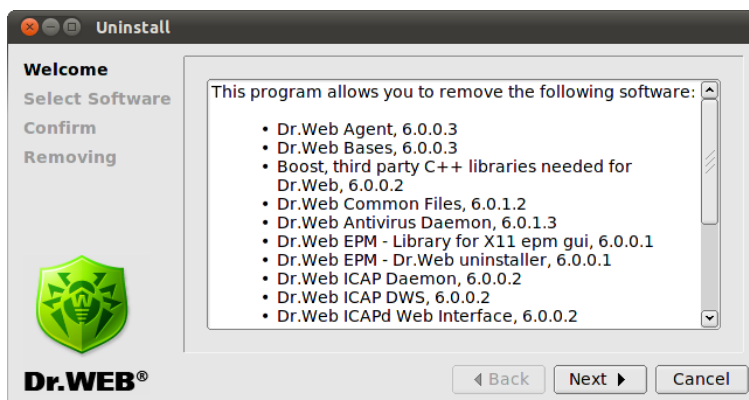 Uninstall
Welcome
Select Software
Confirm
Removing
This program allows you to remove the following software:
• Dr.Web Agent, 6.0.0.3
• Dr.Web Bases, 6.0.0.3
• Boost, third party C++ libraries needed for
Dr.Web, 6.0.0.2
• Dr.Web Common Files, 6.0.1.2
• Dr.Web Antivirus Daemon, 6.0.1.3
• Dr.Web EPM - Library for X11 epm gui, 6.0.0.1
• Dr.Web EPM - Dr.Web uninstaller, 6.0.0.1
• Dr.Web ICAP Daemon, 6.0.0.2
• Dr.Web ICAP DWS, 6.0.0.2
• Dr.Web ICAPd Web Interface, 6.0.0.2
Dr.WEB®
Back
Next
Cancel